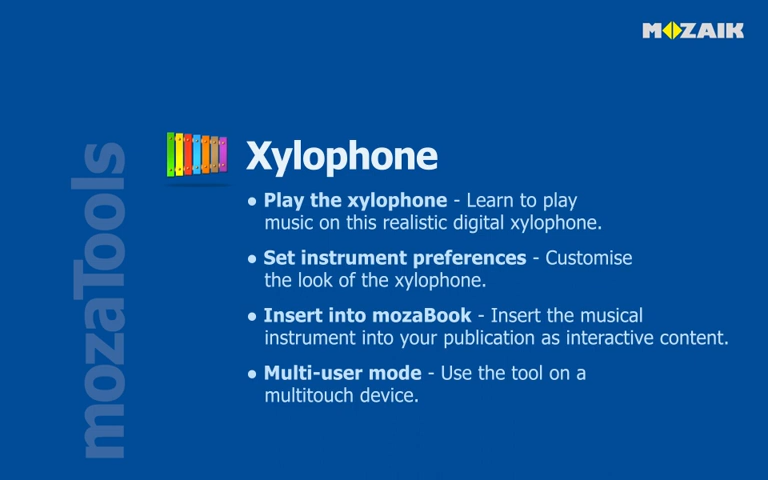 MOZAIK
mozaTools
Xylophone
● Play the xylophone - Learn to play
music on this realistic digital xylophone.
● Set instrument preferences - Customise
the look of the xylophone.
● Insert into mozaBook - Insert the musical
instrument into your publication as interactive content.
● Multi-user mode - Use the tool on a
multitouch device.